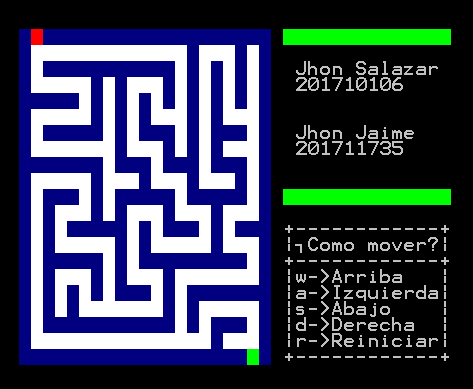 Jhon Salazar
201710106
Jhon Jaime
201711735
+------------+
|┐Como mover?|
+------------+
|w->Arriba   |
|a->Izquierda|
|s->Abajo    |
|d->Derecha  |
|r->Reiniciar|
+------------+